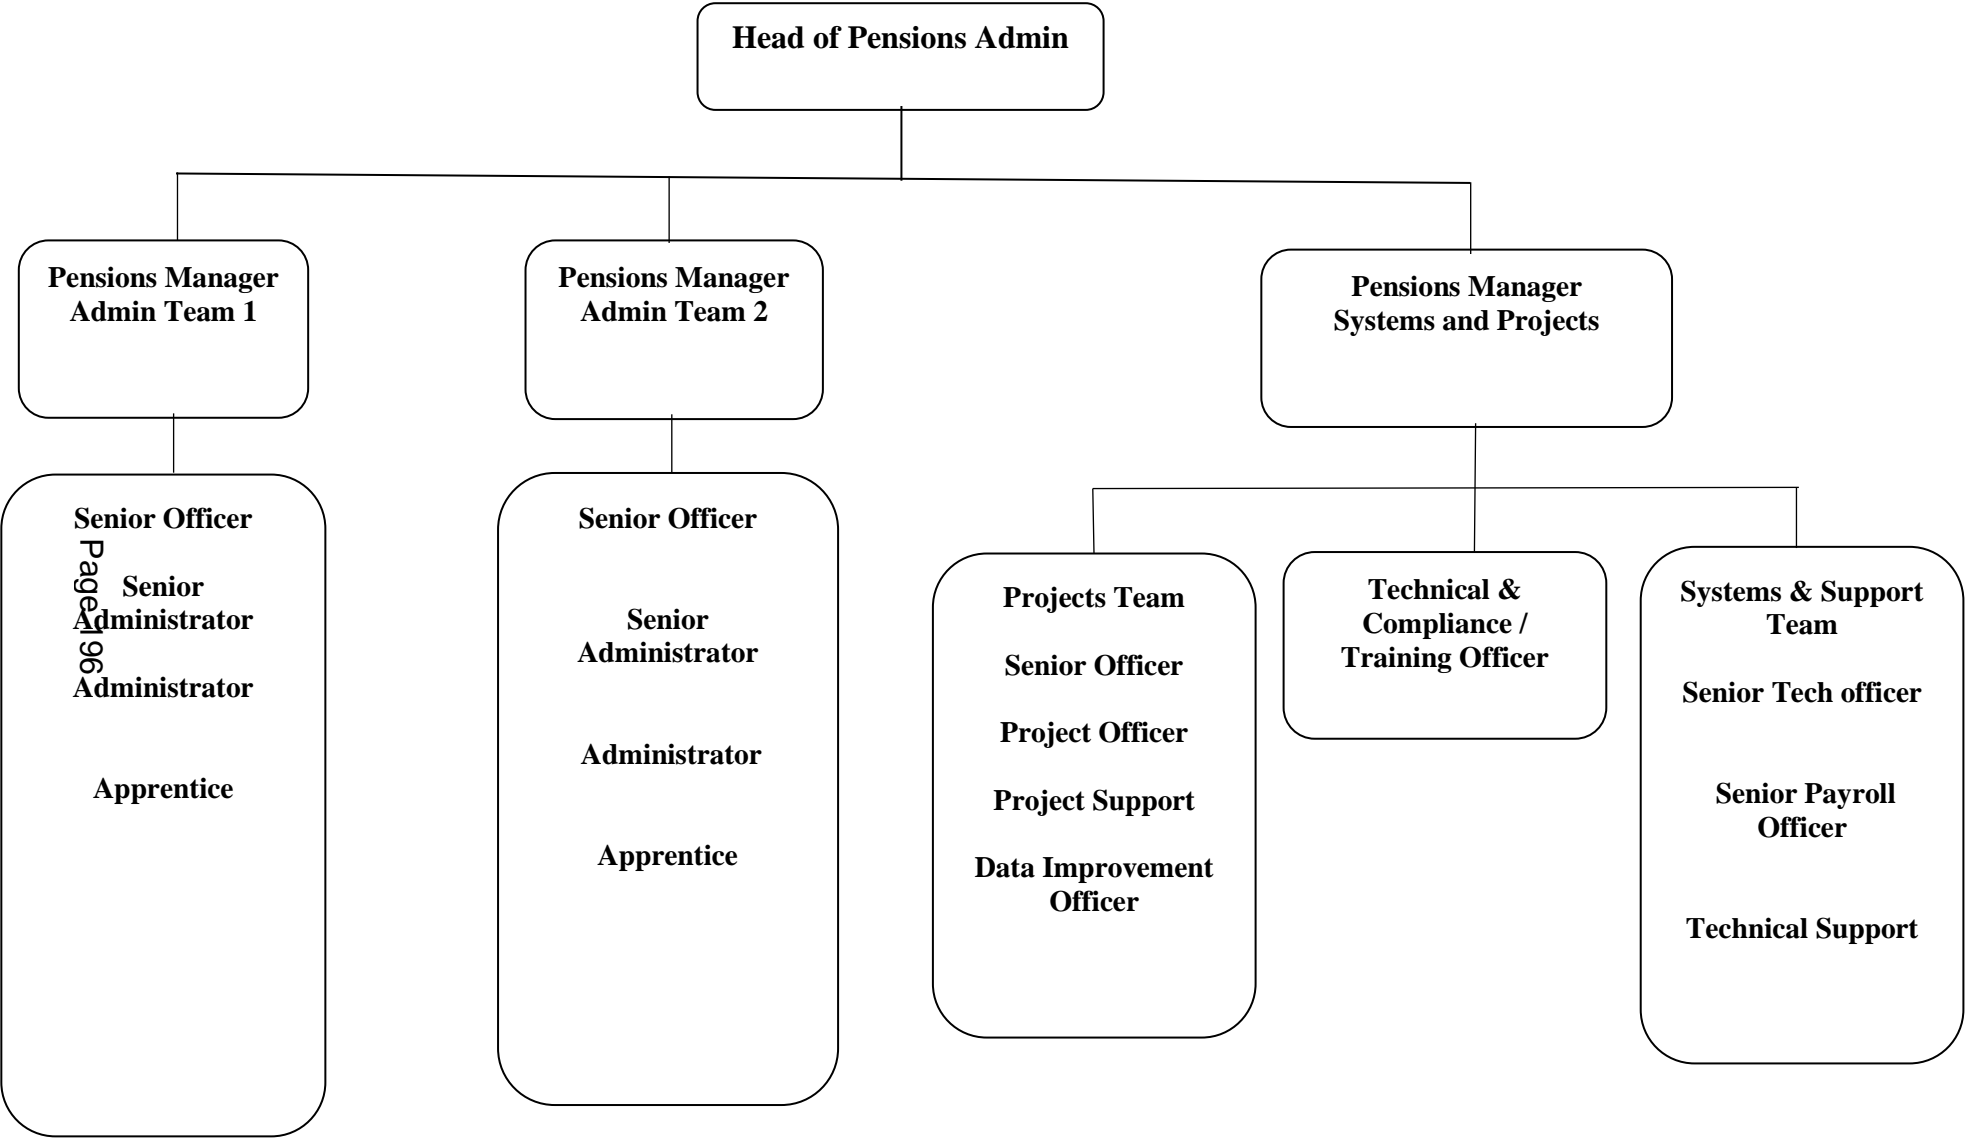 Head of Pensions Admin
Pensions Manager
Admin Team 1
Pensions Manager
Admin Team 2
Pensions Manager
Systems and Projects
Senior Officer
Senior
Administrator
Administrator
Apprentice
Page 196
Senior Officer
Senior
Administrator
Administrator
Apprentice
Projects Team
Senior Officer
Project Officer
Project Support
Data Improvement
Officer
Technical &
Compliance /
Training Officer
Systems & Support
Team
Senior Tech officer
Senior Payroll
Officer
Technical Support